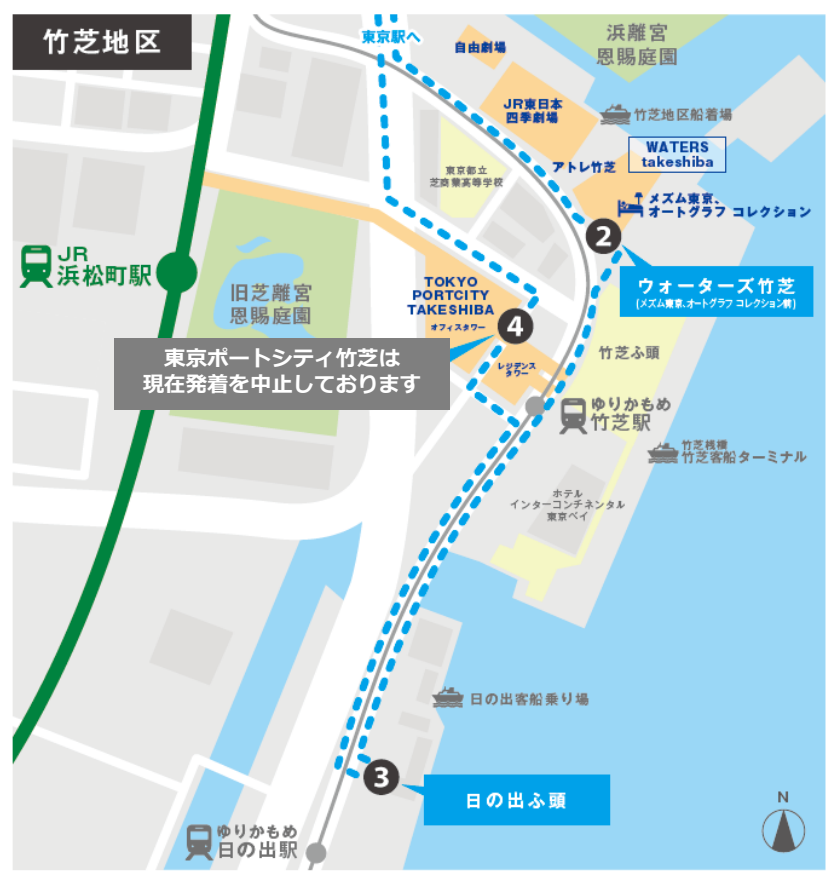 竹芝地区
東京駅へ
自由劇場
浜離宮
恩賜庭園
JR東日本
四季劇場
竹芝地区船着場
WATERS
takeshiba
アトレ竹芝
東京都立
芝商業高等学校
メズム東京、
オートグラフ コレクション
2
JR
浜松町駅
ウォーターズ竹芝
(メズム東京、オートグラフ コレクション前)
旧芝離宮
恩賜庭園
TOKYO
PORTCITY
TAKESHIBA
オフィスタワー
4
東京ポートシティ竹芝は
現在発着を中止しております
レジデンス
タワー
竹芝ふ頭
ゆりかもめ
竹芝駅
竹芝桟橋
竹芝客船ターミナル
ホテル
インターコンチネンタル
東京ベイ
日の出客船乗り場
3
日の出ふ頭
N
ゆりかもめ
日の出駅